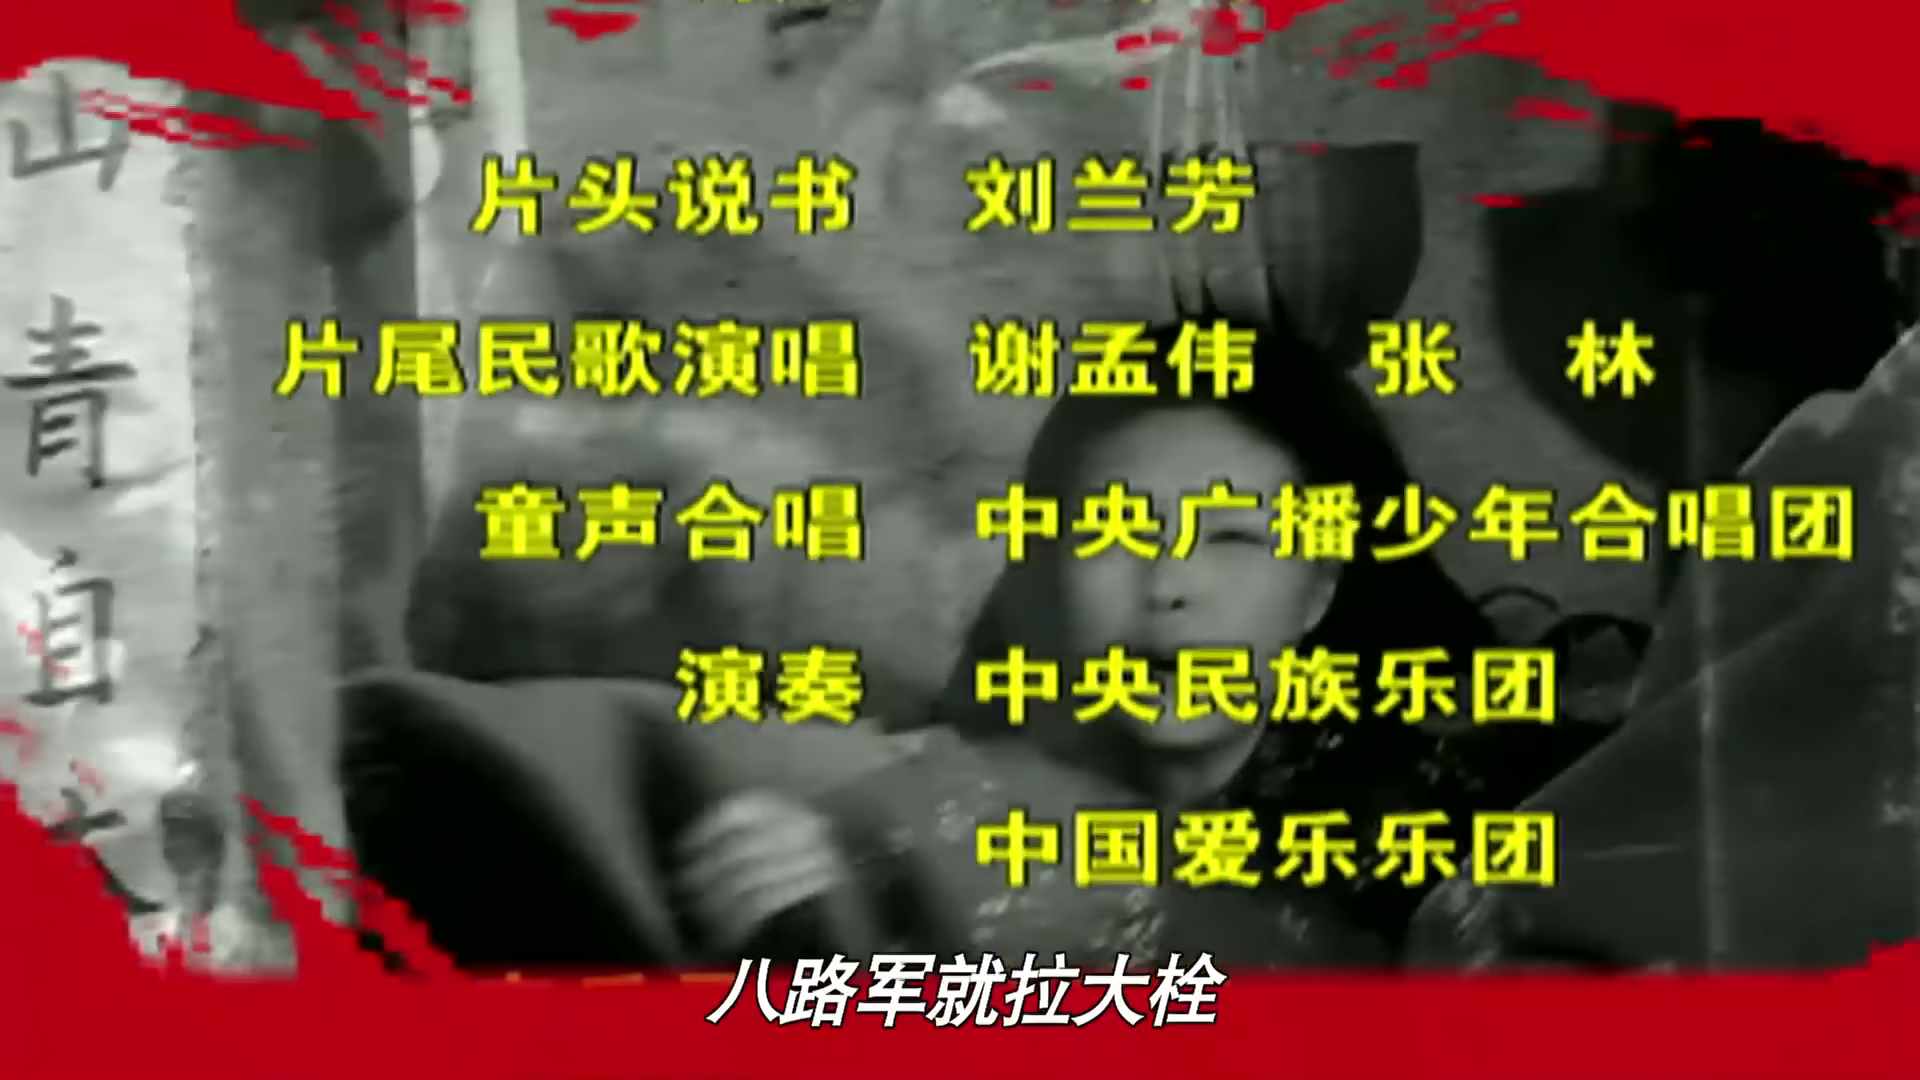 片头说书 刘兰芳
片尾民歌演唱 谢孟伟 张 林
童声合唱 中央广播少年合唱团
演奏 中央民族乐团
中国爱乐乐团
八路军就拉大栓
山青自